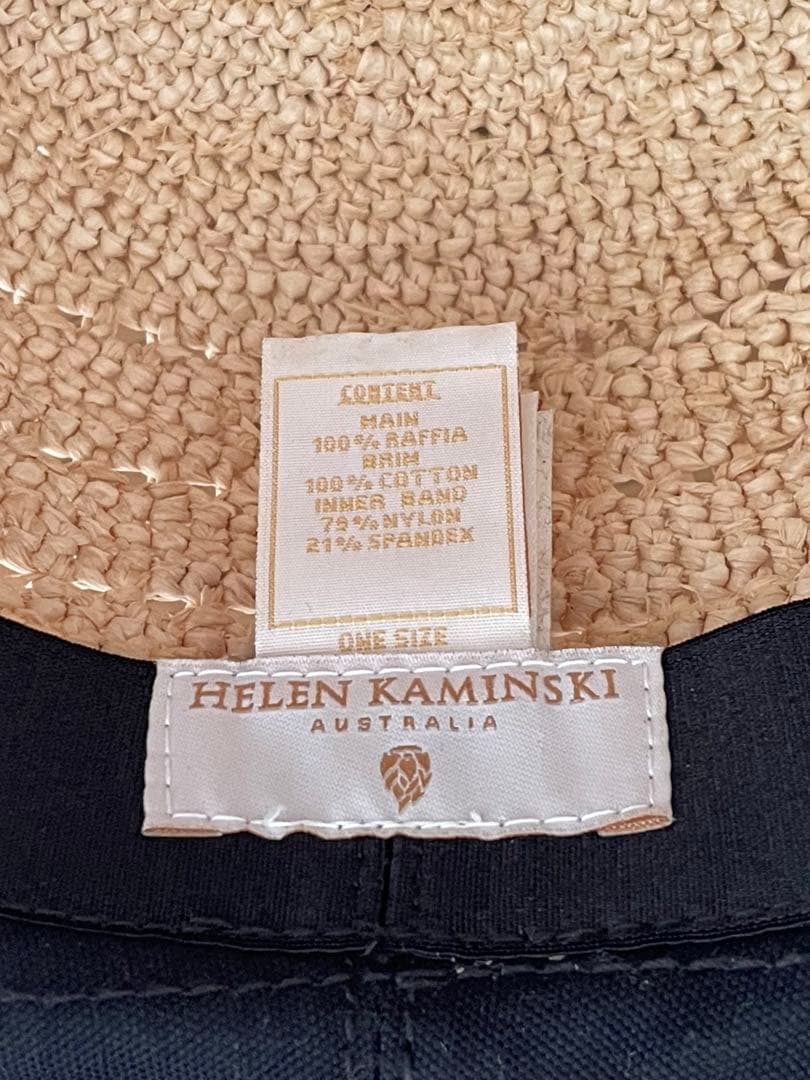 CONTENT
MAIN
100% RAFFIA
BRIM
100% COTTON
INNER BAND
79% NYLON
21% SPANDEX
ONE SIZE
HELEN KAMINSKI
AUSTRALIA